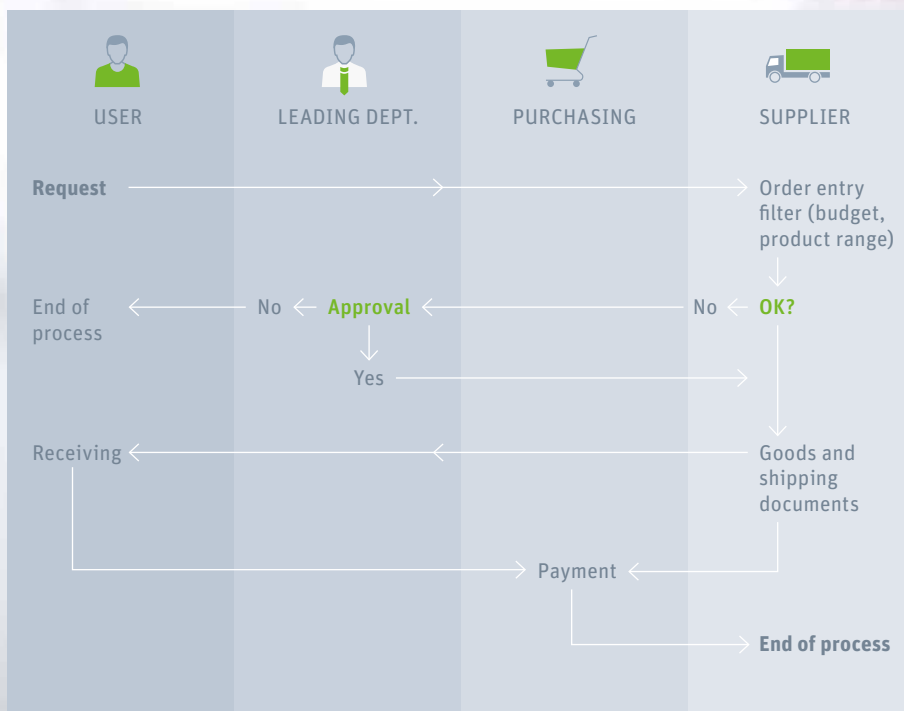 USER
LEADING DEPT.
PURCHASING
SUPPLIER
Request
Order entry
filter (budget,
product range)
End of
process
No
Approval
No
OK?
Yes
Receiving
Goods and
shipping
documents
Payment
End of process